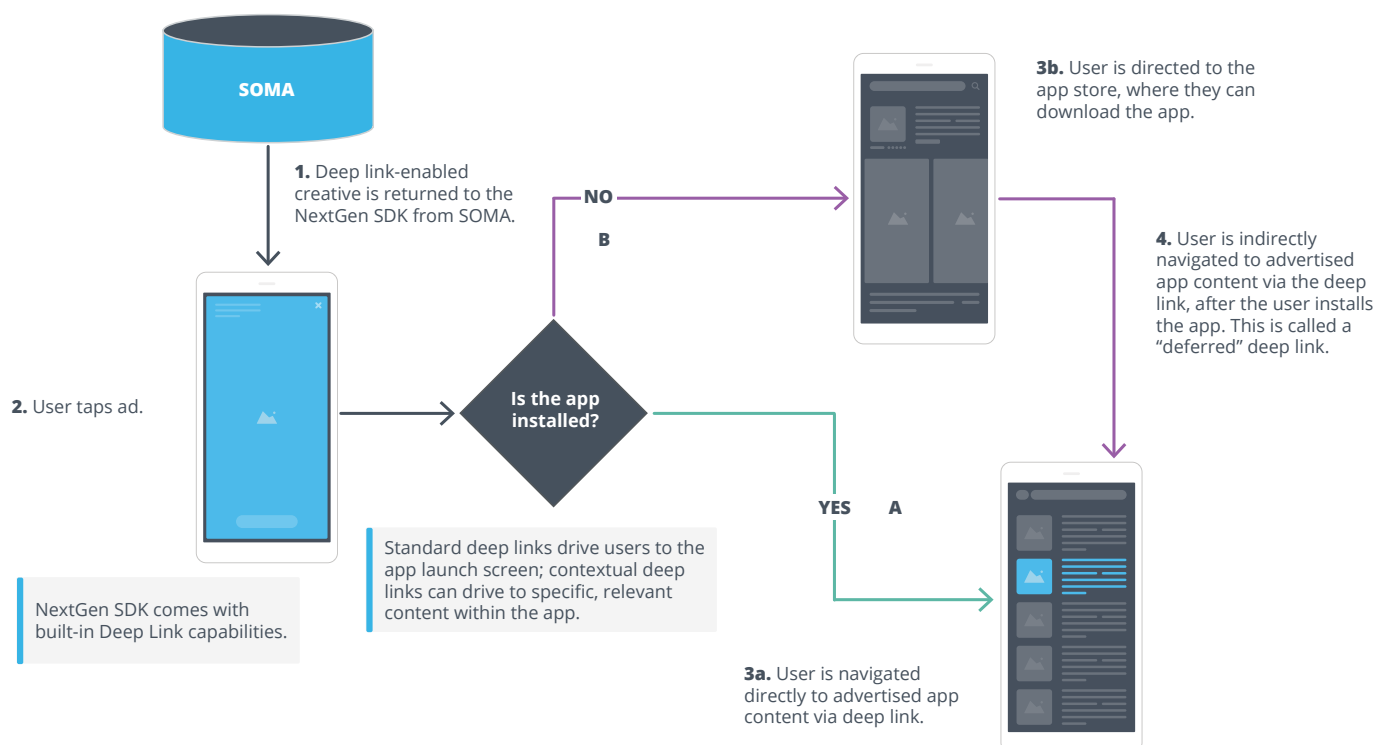 SOMA
1. Deep link-enabled
creative is returned to the
NextGen SDK from SOMA.
2. User taps ad.
NextGen SDK comes with
built-in Deep Link capabilities.
Is the app
installed?
Standard deep links drive users to the
app launch screen; contextual deep
links can drive to specific, relevant
content within the app.
NO
B
3b. User is directed to the
app store, where they can
download the app.
4. User is indirectly
navigated to advertised
app content via the deep
link, after the user installs
the app. This is called a
“deferred” deep link.
YES A
3a. User is navigated
directly to advertised app
content via deep link.